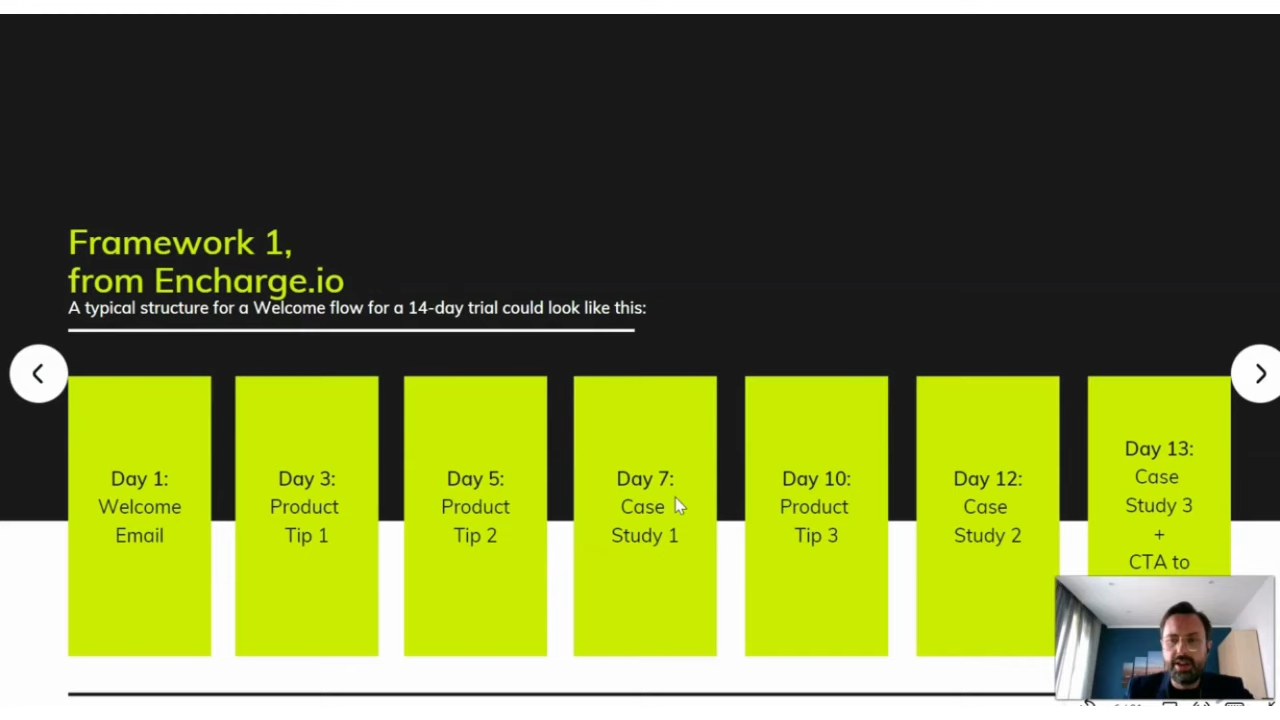 Framework 1,
from Encharge.io
A typical structure for a Welcome flow for a 14-day trial could look like this:
Day 1:
Welcome
Email
Day 3:
Product
Tip 1
Day 5:
Product
Tip 2
Day 7:
Case
Study 1
Day 10:
Product
Tip 3
Day 12:
Case
Study 2
Day 13:
Case
Study 3
+
CTA to